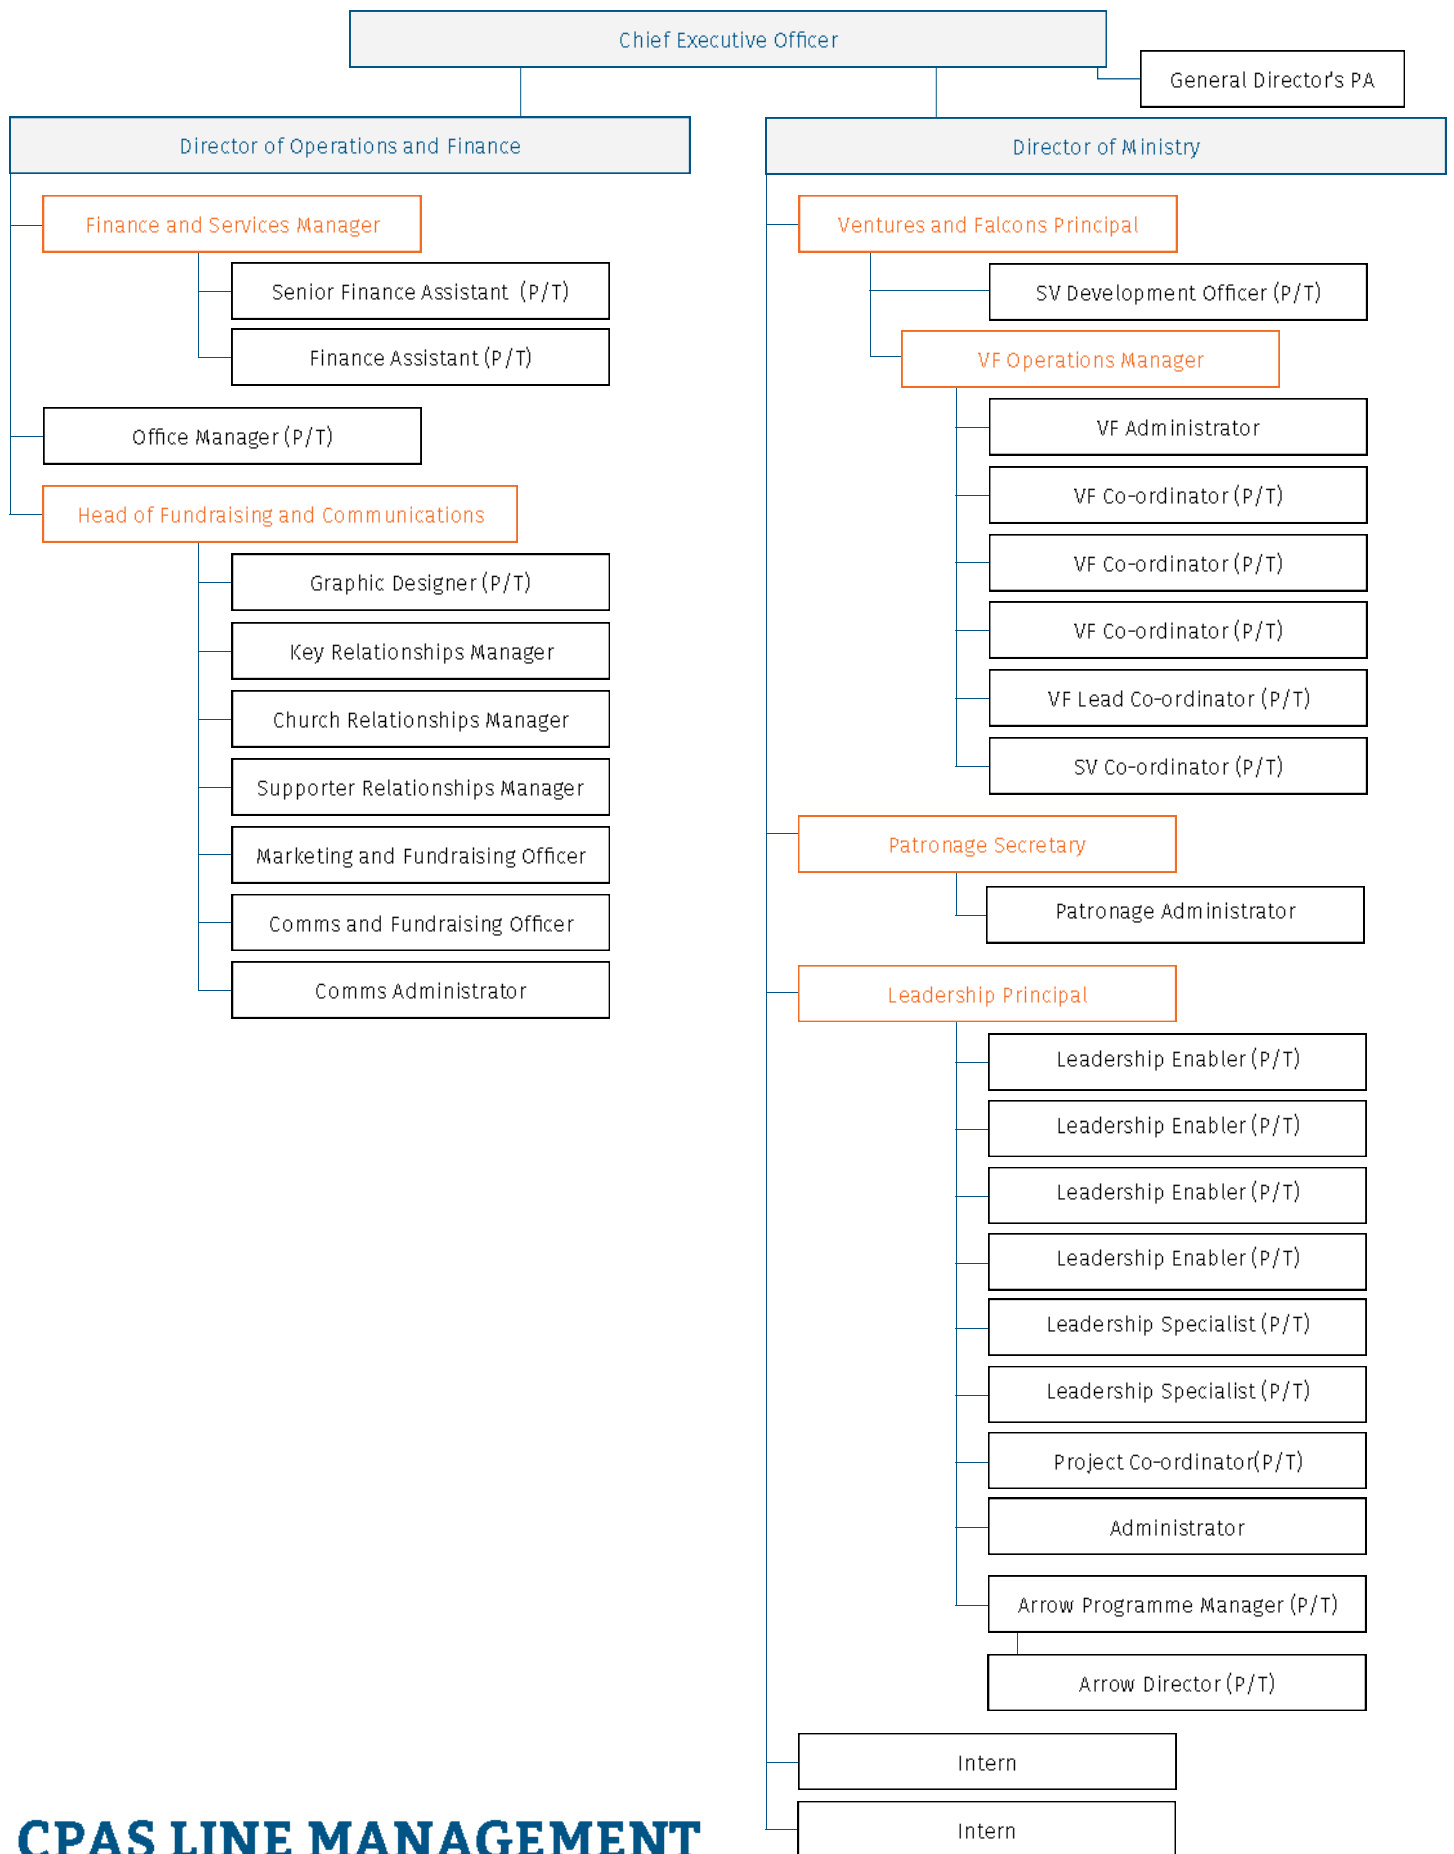 Chief Executive Officer
General Director's PA
Director of Operations and Finance
Finance and Services Manager
Senior Finance Assistant (P/T)
Finance Assistant (P/T)
Office Manager (P/T)
Head of Fundraising and Communications
Graphic Designer (P/T)
Key Relationships Manager
Church Relationships Manager
Supporter Relationships Manager
Marketing and Fundraising Officer
Comms and Fundraising Officer
Comms Administrator
Director of Ministry
Ventures and Falcons Principal
SV Development Officer (P/T)
VF Operations Manager
VF Administrator
VF Co-ordinator (P/T)
VF Co-ordinator (P/T)
VF Co-ordinator (P/T)
VF Lead Co-ordinator (P/T)
SV Co-ordinator (P/T)
Patronage Secretary
Patronage Administrator
Leadership Principal
Leadership Enabler (P/T)
Leadership Enabler (P/T)
Leadership Enabler (P/T)
Leadership Enabler (P/T)
Leadership Specialist (P/T)
Leadership Specialist (P/T)
Project Co-ordinator(P/T)
Administrator
Arrow Programme Manager (P/T)
Arrow Director (P/T)
Intern
Intern
CPAS LINE MANAGEMENT